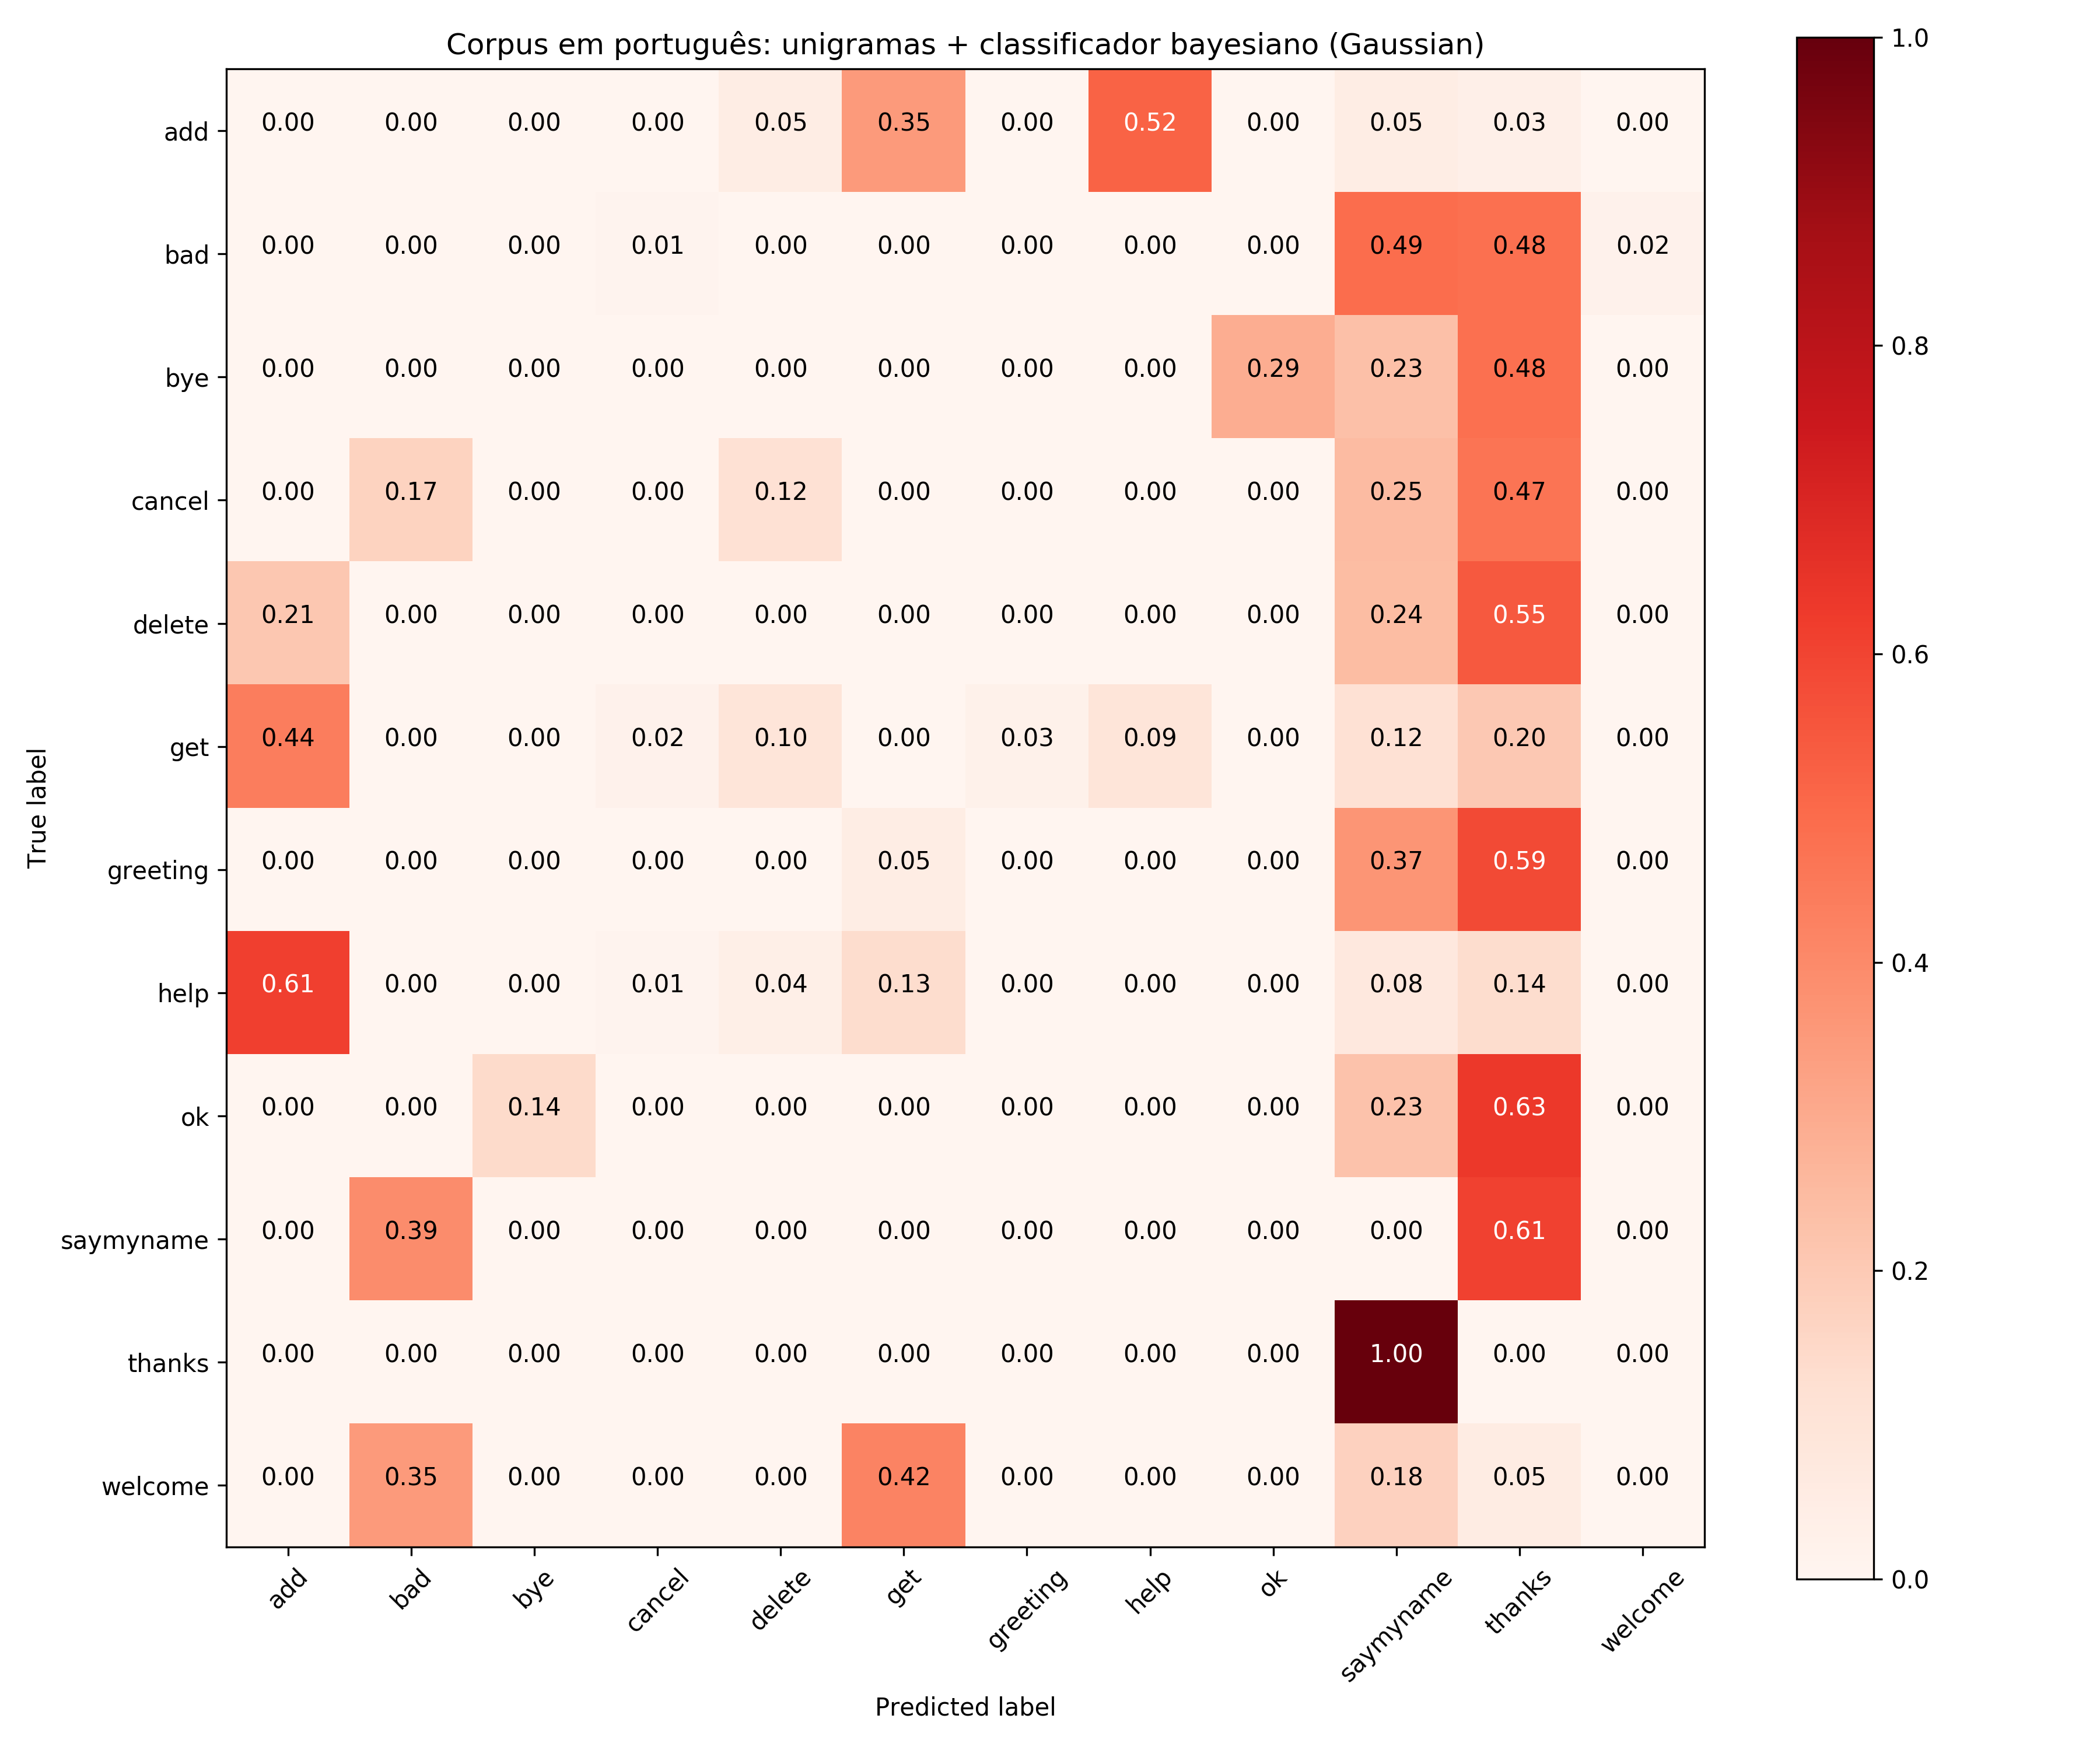 Corpus em português: unigramas + classificador bayesiano (Gaussian)
True label
add 0.00 0.00 0.00 0.00 0.05 0.35 0.00 0.52 0.00 0.05 0.03 0.00
bad 0.00 0.00 0.00 0.01 0.00 0.00 0.00 0.00 0.00 0.49 0.48 0.02
bye 0.00 0.00 0.00 0.00 0.00 0.00 0.00 0.00 0.29 0.23 0.48 0.00
cancel 0.00 0.17 0.00 0.00 0.12 0.00 0.00 0.00 0.00 0.25 0.47 0.00
delete 0.21 0.00 0.00 0.00 0.00 0.00 0.00 0.00 0.00 0.24 0.55 0.00
get 0.44 0.00 0.00 0.02 0.10 0.00 0.03 0.09 0.00 0.12 0.20 0.00
greeting 0.00 0.00 0.00 0.00 0.00 0.05 0.00 0.00 0.00 0.37 0.59 0.00
help 0.61 0.00 0.00 0.01 0.04 0.13 0.00 0.00 0.00 0.08 0.14 0.00
ok 0.00 0.00 0.14 0.00 0.00 0.00 0.00 0.00 0.00 0.23 0.63 0.00
saymyname 0.00 0.39 0.00 0.00 0.00 0.00 0.00 0.00 0.00 0.00 0.61 0.00
thanks 0.00 0.00 0.00 0.00 0.00 0.00 0.00 0.00 0.00 1.00 0.00 0.00
welcome 0.00 0.35 0.00 0.00 0.00 0.42 0.00 0.00 0.00 0.18 0.05 0.00
add bad bye cancel delete get greeting help ok saymyname thanks welcome
Predicted label
1.0
0.8
0.6
0.4
0.2
0.0